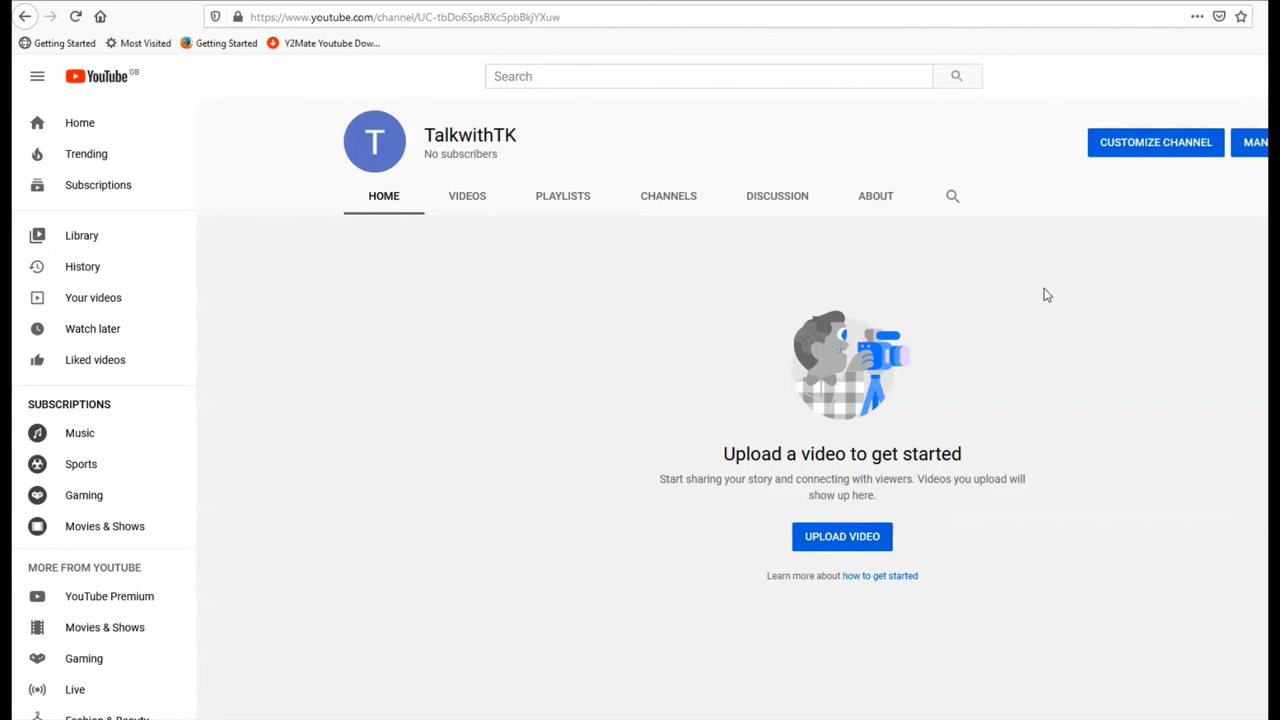 https://www.youtube.com/channel/UC-tbDo6SpsBXc5pbBkjYXuw
Getting Started
Most Visited
Getting Started
Y2Mate Youtube Dow...
YouTube GB
Search
Home
Trending
Subscriptions
Library
History
Your videos
Watch later
Liked videos
SUBSCRIPTIONS
Music
Sports
Gaming
Movies & Shows
MORE FROM YOUTUBE
YouTube Premium
Movies & Shows
Gaming
Live
Fashion & Beauty
T
TalkwithTK
No subscribers
CUSTOMIZE CHANNEL
MAN
HOME
VIDEOS
PLAYLISTS
CHANNELS
DISCUSSION
ABOUT
Upload a video to get started
Start sharing your story and connecting with viewers. Videos you upload will
show up here.
UPLOAD VIDEO
Learn more about how to get started